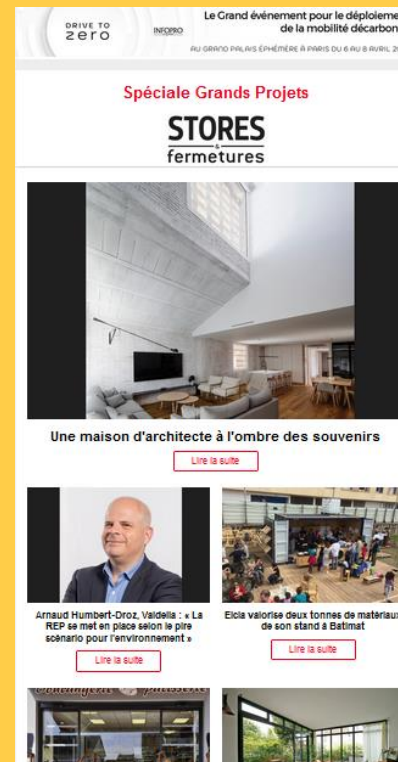 DRIVE TO
zero
INFOPRO
Le Grand événement pour le déploieme
de la mobilité décarbon
AU GRAND PALAIS ÉPHÉMÈRE À PARIS DU 6 AU 8 AVRIL 20
Spéciale Grands Projets
STORES
&
fermetures
Une maison d'architecte à l'ombre des souvenirs
Lire la suite
Arnaud Humbert-Droz, Valdelia : « La
REP se met en place selon le pire
scénario pour l'environnement »
Lire la suite
Elcia valorise deux tonnes de matériaux
de son stand à Batimat
Lire la suite
Boulangerie
pâtisserie